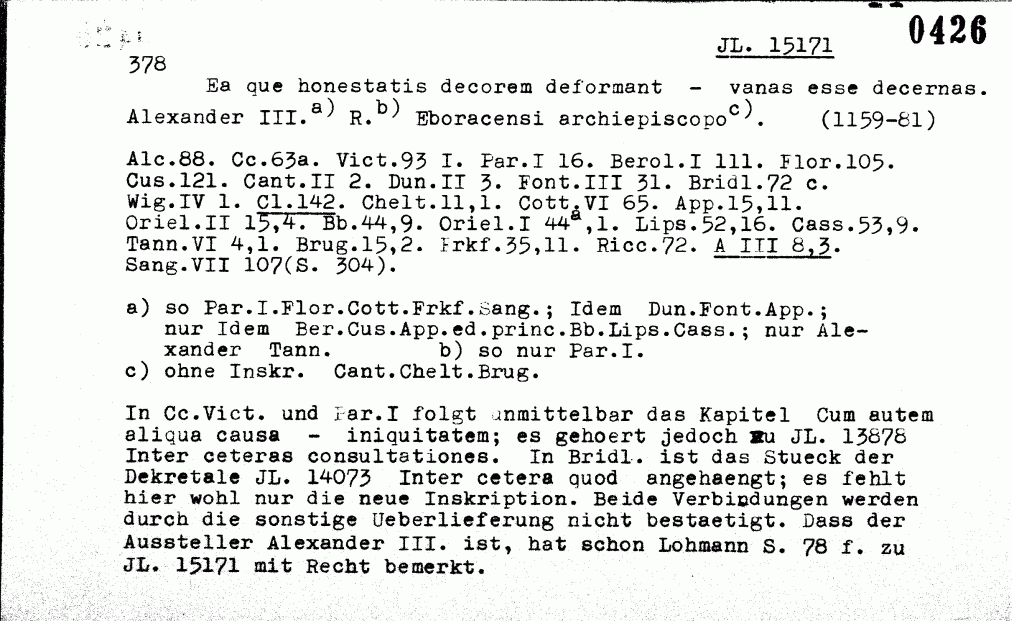 0426
JL. 15171
378
Ea que honestatis decorem deformant - vanas esse decernas.
Alexander III.a) R.b) Eboracensi archiepiscopoc). (1159-81)
Alc.88. Cc.63a. Vict.93 I. Par.I 16. Berol.I 111. Flor.105.
Cus.121. Cant.II 2. Dun.II 3. Font.III 31. Bridl.72 c.
Wig.IV 1. Cl.142. Chelt.11,1. Cott.VI 65. App.15,11.
Oriel.II 15,4. Bb.44,9. Oriel.I 44a,1. Lips.52,16. Cass.53,9.
Tann.VI 4,1. Brug.15,2. Frkf.35,11. Ricc.72. A III 8,3.
Sang.VII 107(S. 304).
a) so Par.I.Flor.Cott.Frkf.Sang.; Idem Dun.Font.App.;
nur Idem Ber.Cus.App.ed.princ.Bb.Lips.Cass.; nur Ale-
xander Tann. b) so nur Par.I.
c) ohne Inskr. Cant.Chelt.Brug.
In Cc.Vict. und Par.I folgt unmittelbar das Kapitel Cum autem
aliqua causa - iniquitatem; es gehoert jedoch zu JL. 13878
Inter ceteras consultationes. In Bridl. ist das Stueck der
Dekretale JL. 14073 Inter cetera quod angehaengt; es fehlt
hier wohl nur die neue Inskription. Beide Verbindungen werden
durch die sonstige Ueberlieferung nicht bestaetigt. Dass der
Aussteller Alexander III. ist, hat schon Lohmann S. 78 f. zu
JL. 15171 mit Recht bemerkt.